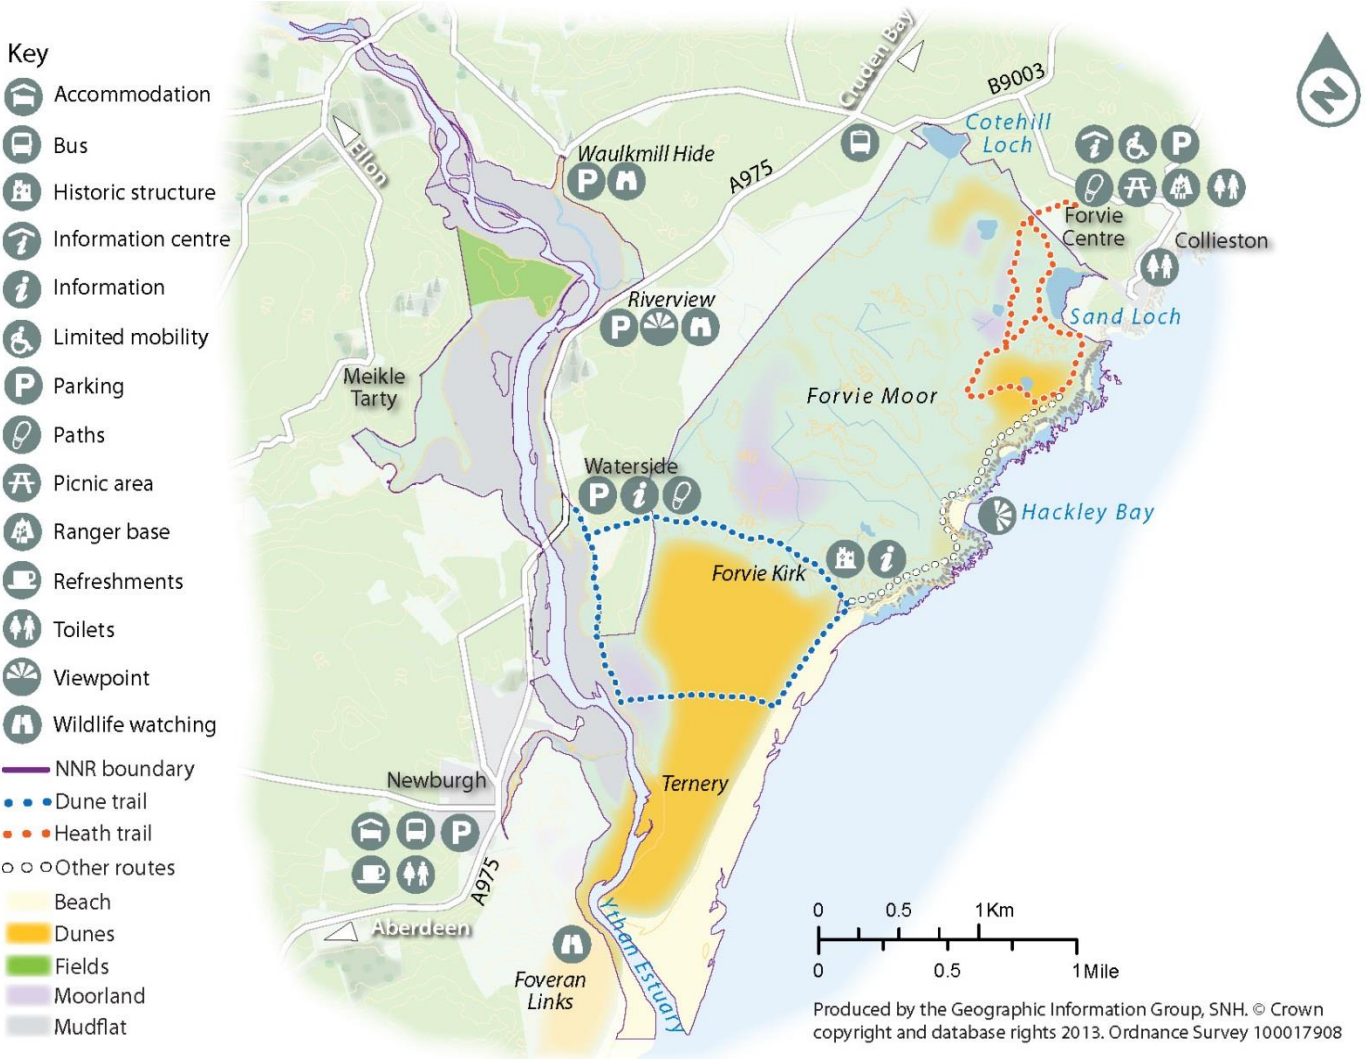 Key
Accommodation
Bus
Historic structure
Information centre
Information
Limited mobility
Parking
Paths
Picnic area
Ranger base
Refreshments
Toilets
Viewpoint
Wildlife watching
NNR boundary
Dune trail
Heath trail
Other routes
Beach
Dunes
Fields
Moorland
Mudflat
Cruden Bay
B9003
N
Cotehill
Loch
Ellon
Waulkmill Hide
P
A975
i
P
Forvie
Centre
Collieston
Riverview
P
Sand Loch
Meikle
Tarty
Forvie Moor
Waterside
P i
Hackley Bay
Forvie Kirk
i
Newburgh
P
Ternery
A975
Aberdeen
Ythan Estuary
Foveran
Links
0 0.5 1Km
0 0.5 1Mile
Produced by the Geographic Information Group, SNH. © Crown
copyright and database rights 2013. Ordnance Survey 100017908